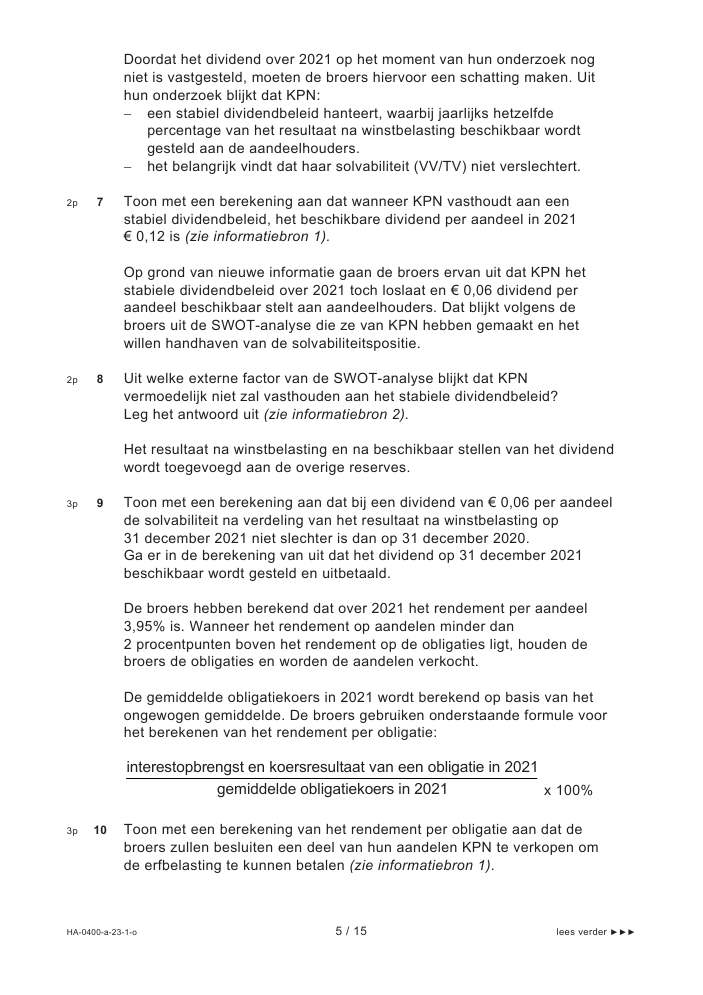 Doordat het dividend over 2021 op het moment van hun onderzoek nog
niet is vastgesteld, moeten de broers hiervoor een schatting maken. Uit
hun onderzoek blijkt dat KPN:
– een stabiel dividendbeleid hanteert, waarbij jaarlijks hetzelfde
percentage van het resultaat na winstbelasting beschikbaar wordt
gesteld aan de aandeelhouders.
– het belangrijk vindt dat haar solvabiliteit (VV/TV) niet verslechtert.
2p 7 Toon met een berekening aan dat wanneer KPN vasthoudt aan een
stabiel dividendbeleid, het beschikbare dividend per aandeel in 2021
€ 0,12 is (zie informatiebron 1).
Op grond van nieuwe informatie gaan de broers ervan uit dat KPN het
stabiele dividendbeleid over 2021 toch loslaat en € 0,06 dividend per
aandeel beschikbaar stelt aan aandeelhouders. Dat blijkt volgens de
broers uit de SWOT-analyse die ze van KPN hebben gemaakt en het
willen handhaven van de solvabiliteitspositie.
2p 8 Uit welke externe factor van de SWOT-analyse blijkt dat KPN
vermoedelijk niet zal vasthouden aan het stabiele dividendbeleid?
Leg het antwoord uit (zie informatiebron 2).
Het resultaat na winstbelasting en na beschikbaar stellen van het dividend
wordt toegevoegd aan de overige reserves.
3p 9 Toon met een berekening aan dat bij een dividend van € 0,06 per aandeel
de solvabiliteit na verdeling van het resultaat na winstbelasting op
31 december 2021 niet slechter is dan op 31 december 2020.
Ga er in de berekening van uit dat het dividend op 31 december 2021
beschikbaar wordt gesteld en uitbetaald.
De broers hebben berekend dat over 2021 het rendement per aandeel
3,95% is. Wanneer het rendement op aandelen minder dan
2 procentpunten boven het rendement op de obligaties ligt, houden de
broers de obligaties en worden de aandelen verkocht.
De gemiddelde obligatiekoers in 2021 wordt berekend op basis van het
ongewogen gemiddelde. De broers gebruiken onderstaande formule voor
het berekenen van het rendement per obligatie:
interestopbrengst en koersresultaat van een obligatie in 2021
gemiddelde obligatiekoers in 2021 x 100%
3p 10 Toon met een berekening van het rendement per obligatie aan dat de
broers zullen besluiten een deel van hun aandelen KPN te verkopen om
de erfbelasting te kunnen betalen (zie informatiebron 1).
HA-0400-a-23-1-o 5 / 15 lees verder ►►►